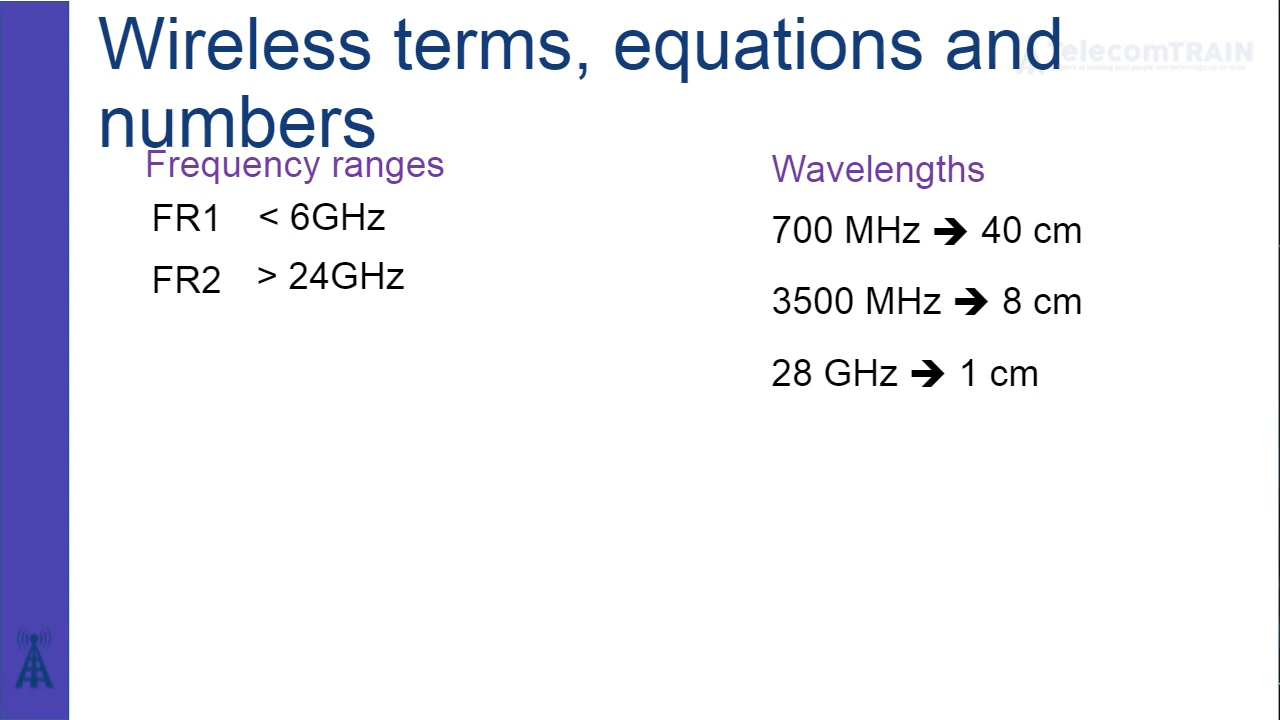 Wireless terms, equations and
numbers
TelecomTRAIN
Frequency ranges
FR1 < 6GHz
FR2 > 24GHz
Wavelengths
700 MHz ➔ 40 cm
3500 MHz ➔ 8 cm
28 GHz ➔ 1 cm